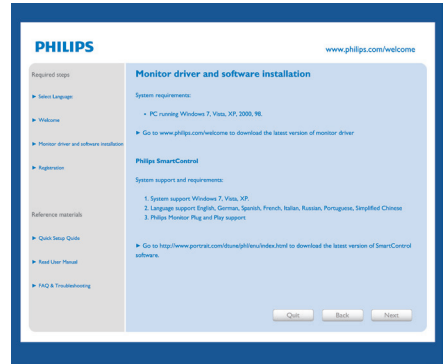 PHILIPS
www.philips.com/welcome
Required steps
► Select Language:
► Welcome
► Monitor driver and software installation
► Registration
Reference materials
► Quick Setup Guide
► Read User Manual
► FAQ & Troubleshooting
Monitor driver and software installation
System requirements:
• PC running Windows 7, Vista, XP, 2000, 98.
► Go to www.philips.com/welcome to download the latest version of monitor driver
Philips SmartControl
System support and requirements:
1. System support Windows 7, Vista, XP.
2. Language support English, German, Spanish, French, Italian, Russian, Portuguese, Simplified Chinese
3. Philips Monitor Plug and Play support
► Go to http://www.portrait.com/dtune/phl/enu/index.html to download the latest version of SmartControl
software.
Quit
Back
Next